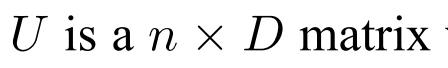 U is a n × D matrix